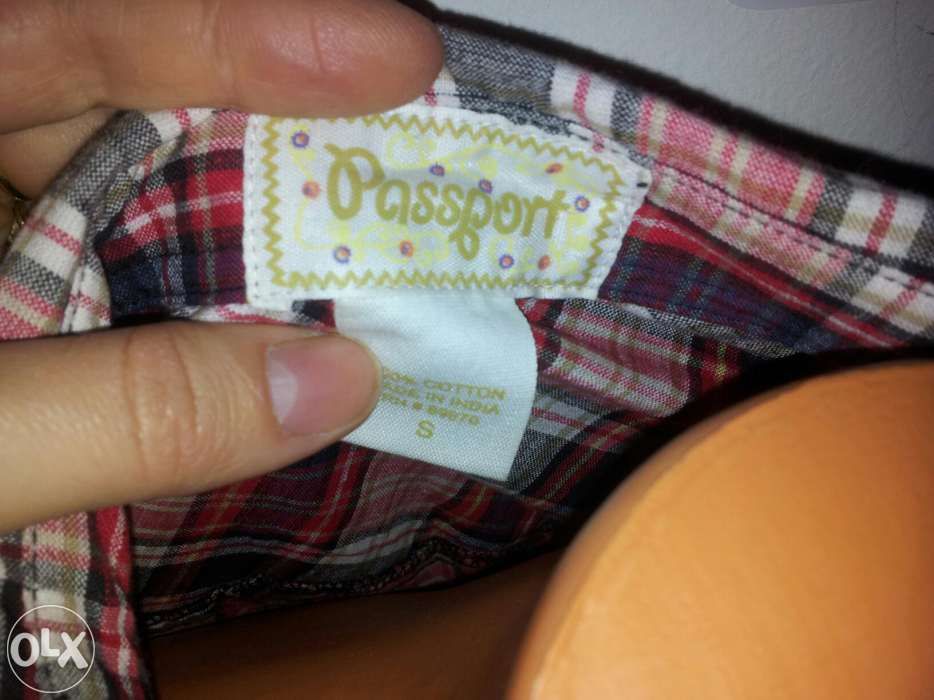 Passport
COTTON
IN INDIA
S
OLX